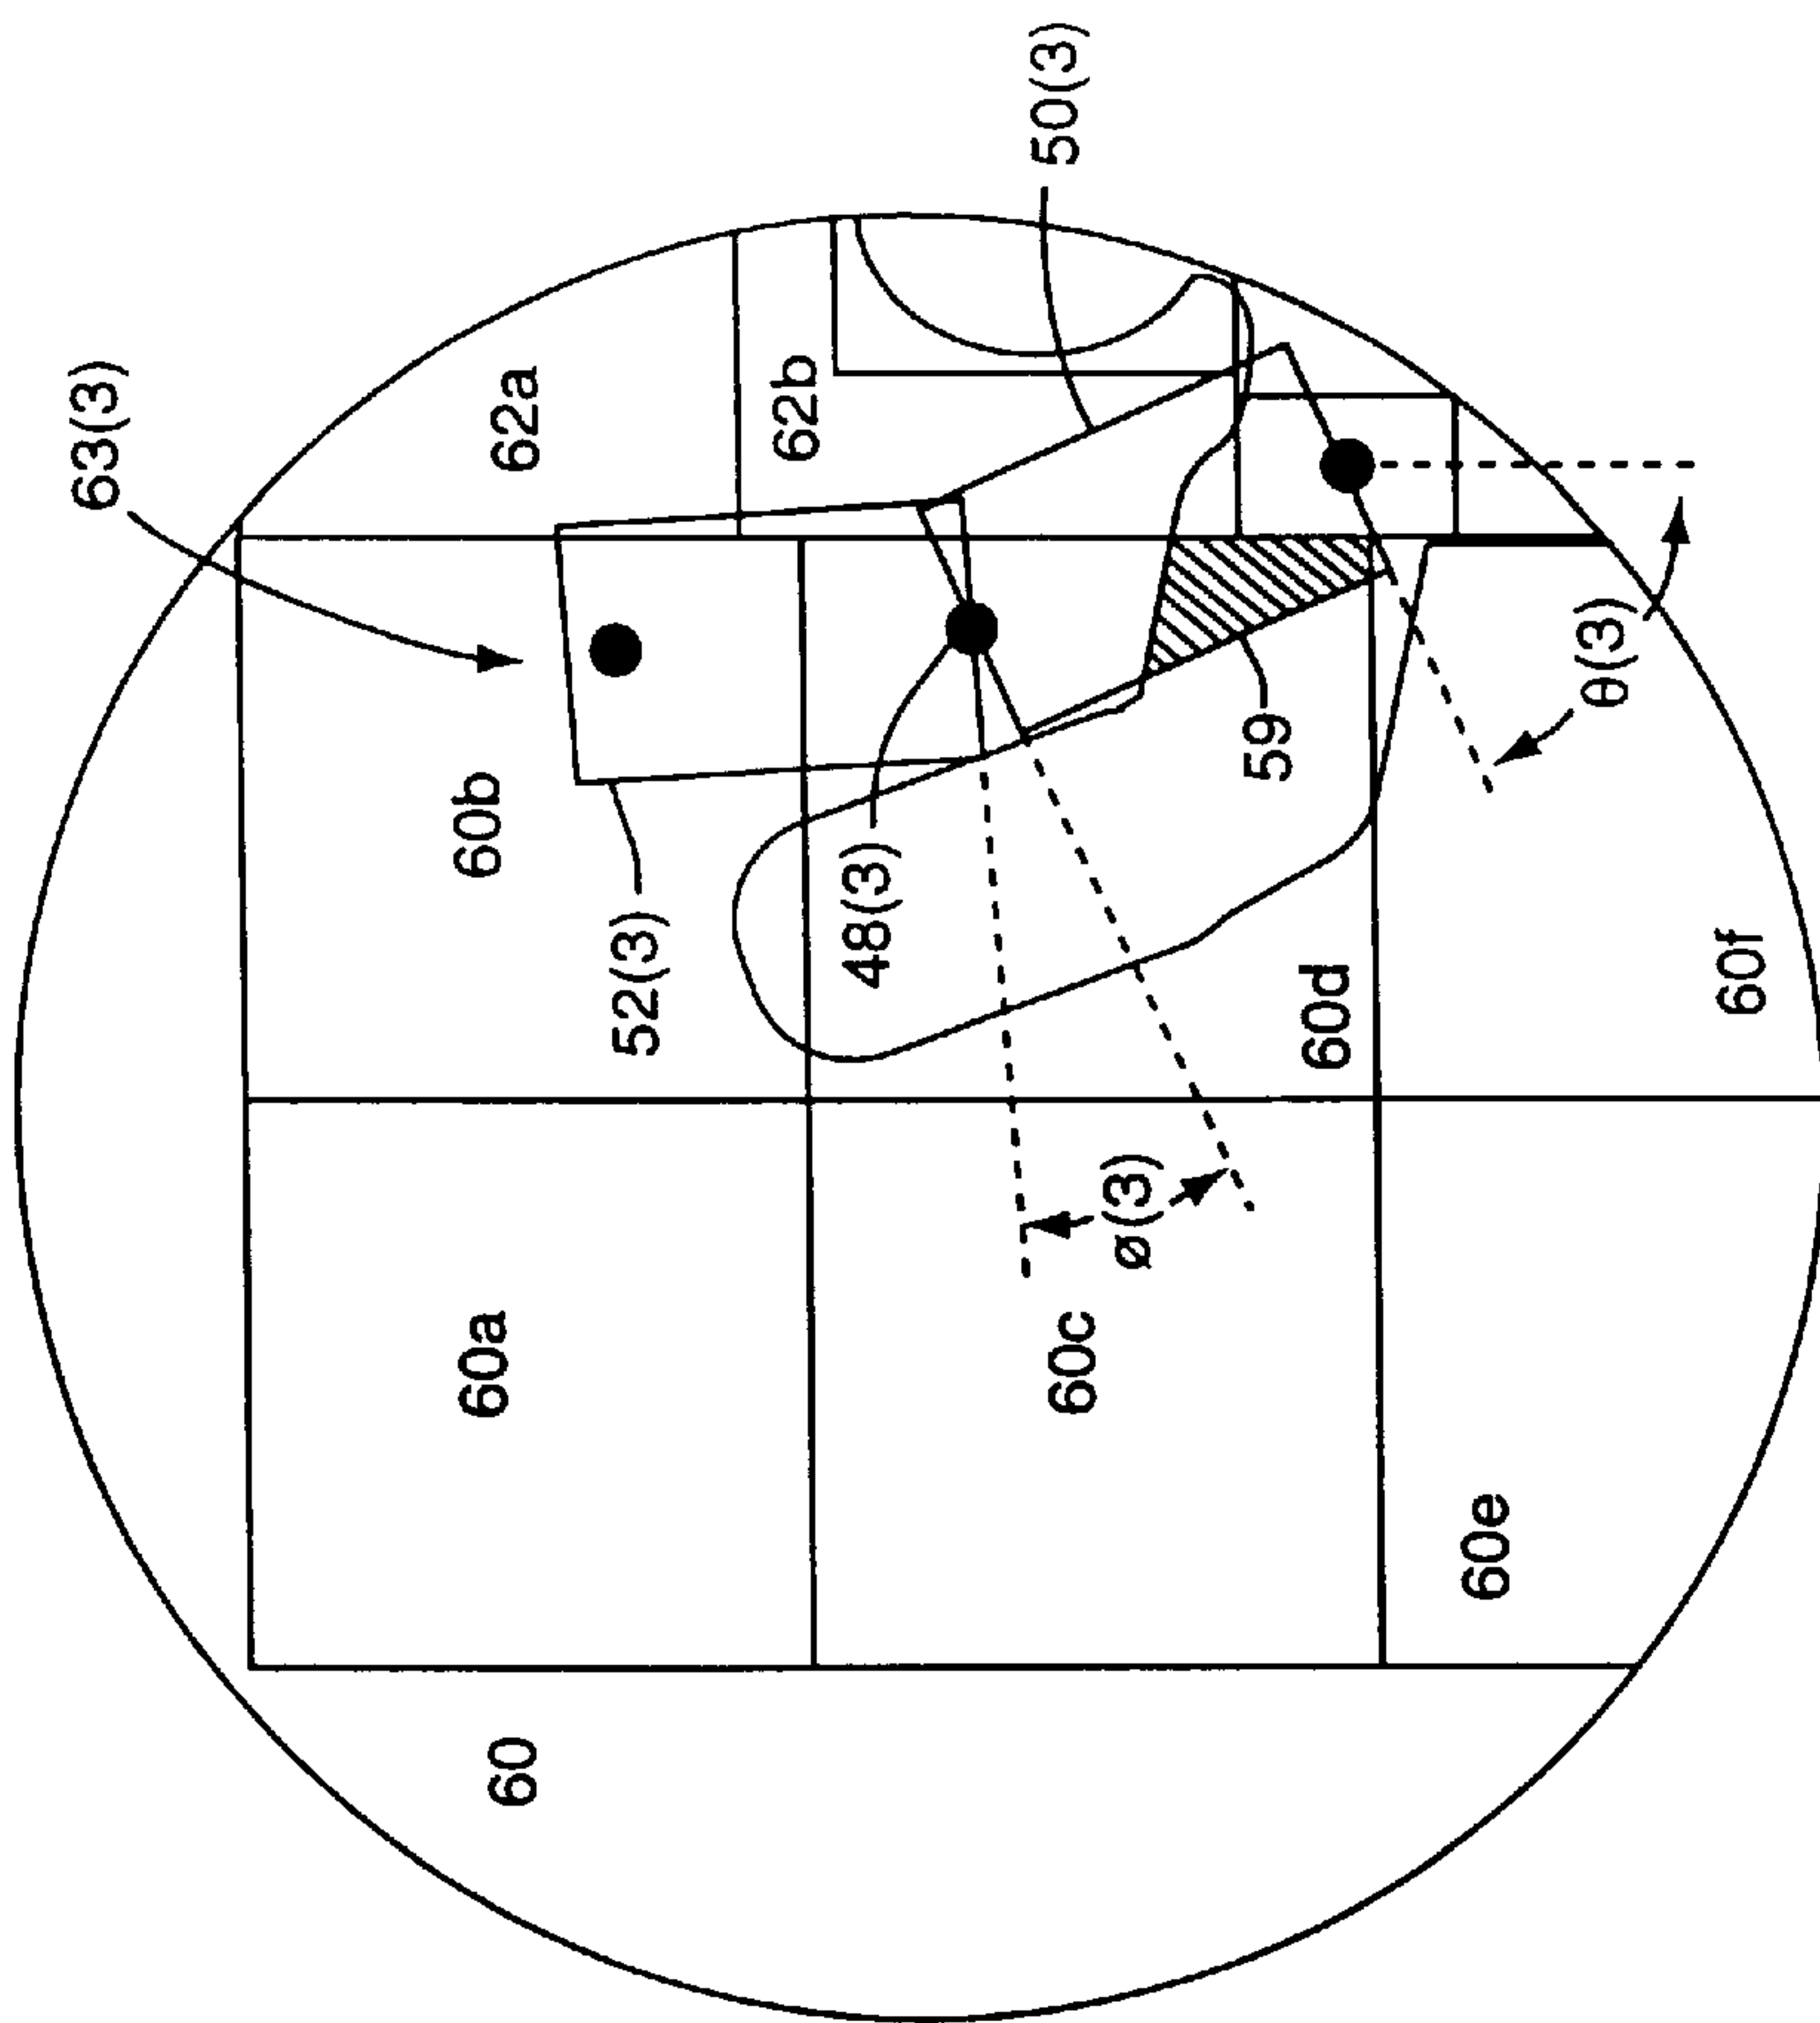 63(3)
62a
62b
50(3)
60b
52(3)
48(3)
59
θ(3)
60d
60f
ø(3)
60a
60c
60e
60